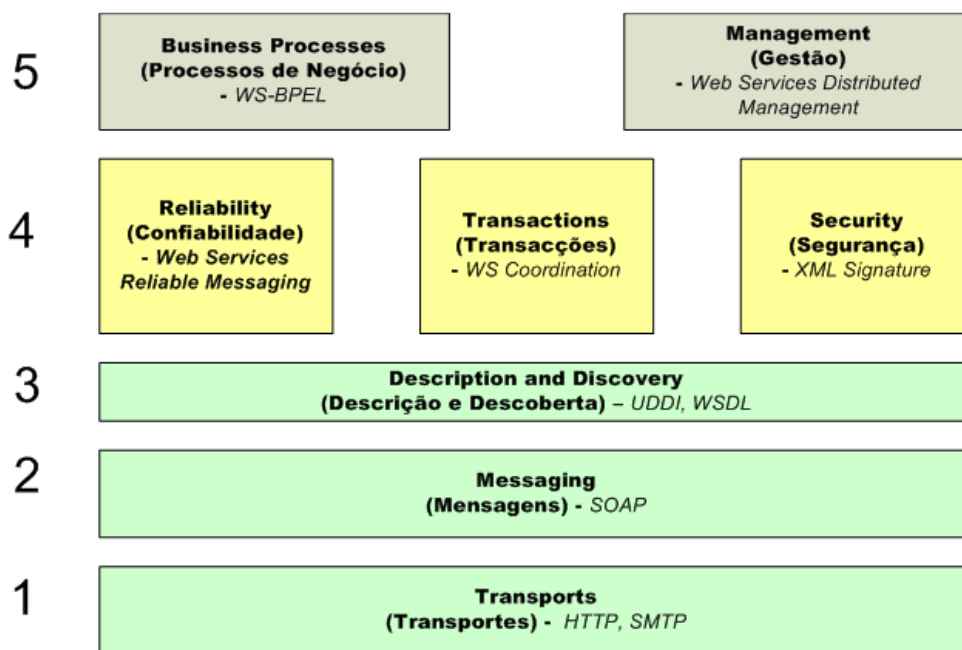 5
Business Processes
(Processos de Negócio)
- WS-BPEL
Management
(Gestão)
- Web Services Distributed
Management
4
Reliability
(Confiabilidade)
- Web Services
Reliable Messaging
Transactions
(Transacções)
- WS Coordination
Security
(Segurança)
- XML Signature
3
Description and Discovery
(Descrição e Descoberta) – UDDI, WSDL
2
Messaging
(Mensagens) - SOAP
1
Transports
(Transportes) - HTTP, SMTP